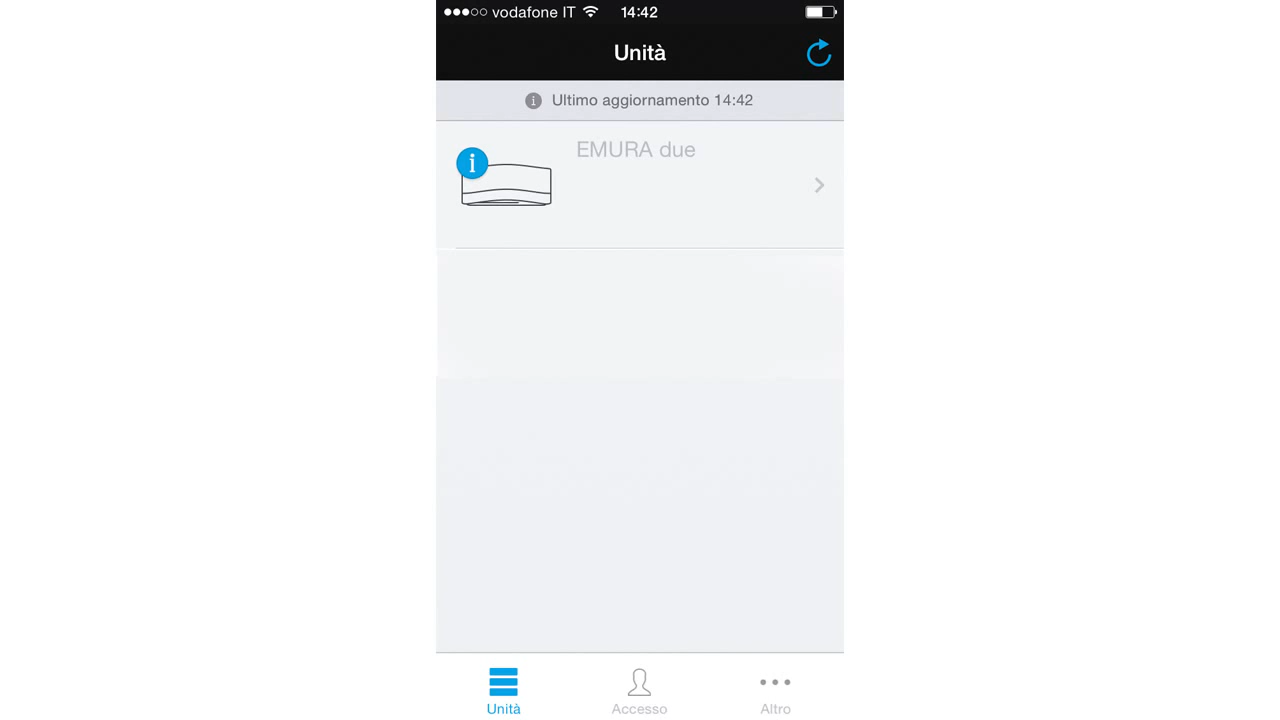 vodafone IT 14:42
Unità
i Ultimo aggiornamento 14:42
EMURA due
i
Unità Accesso Altro